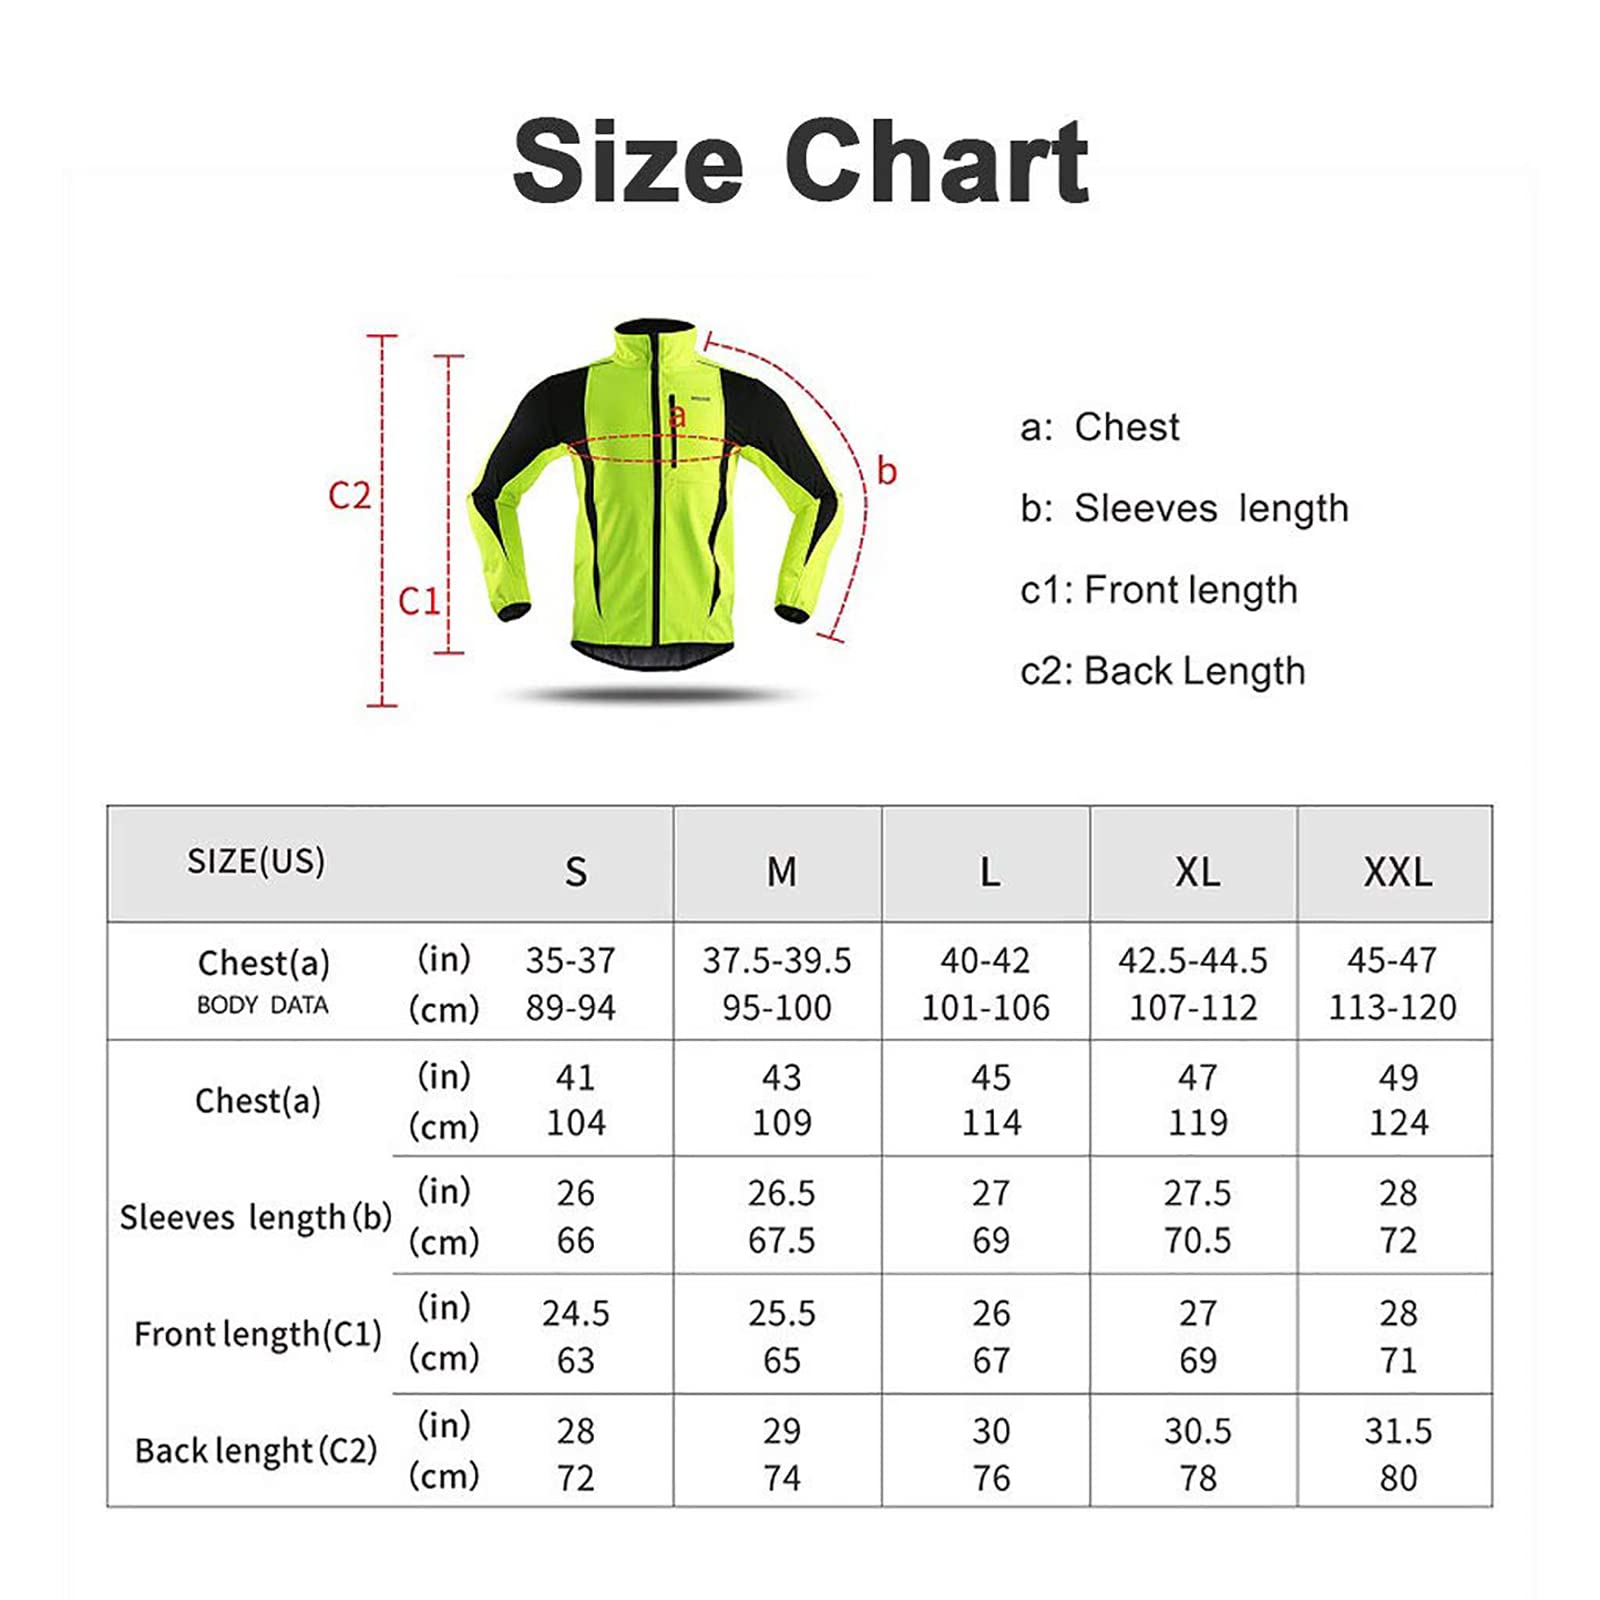 Size Chart
C2
C1
a
b
a: Chest
b: Sleeves length
c1: Front length
c2: Back Length
SIZE(US) S M L XL XXL
Chest(a) (in) 35-37 37.5-39.5 40-42 42.5-44.5 45-47
BODY DATA (cm) 89-94 95-100 101-106 107-112 113-120
Chest(a) (in) 41 43 45 47 49
(cm) 104 109 114 119 124
Sleeves length(b) (in) 26 26.5 27 27.5 28
(cm) 66 67.5 69 70.5 72
Front length(C1) (in) 24.5 25.5 26 27 28
(cm) 63 65 67 69 71
Back lenght(C2) (in) 28 29 30 30.5 31.5
(cm) 72 74 76 78 80